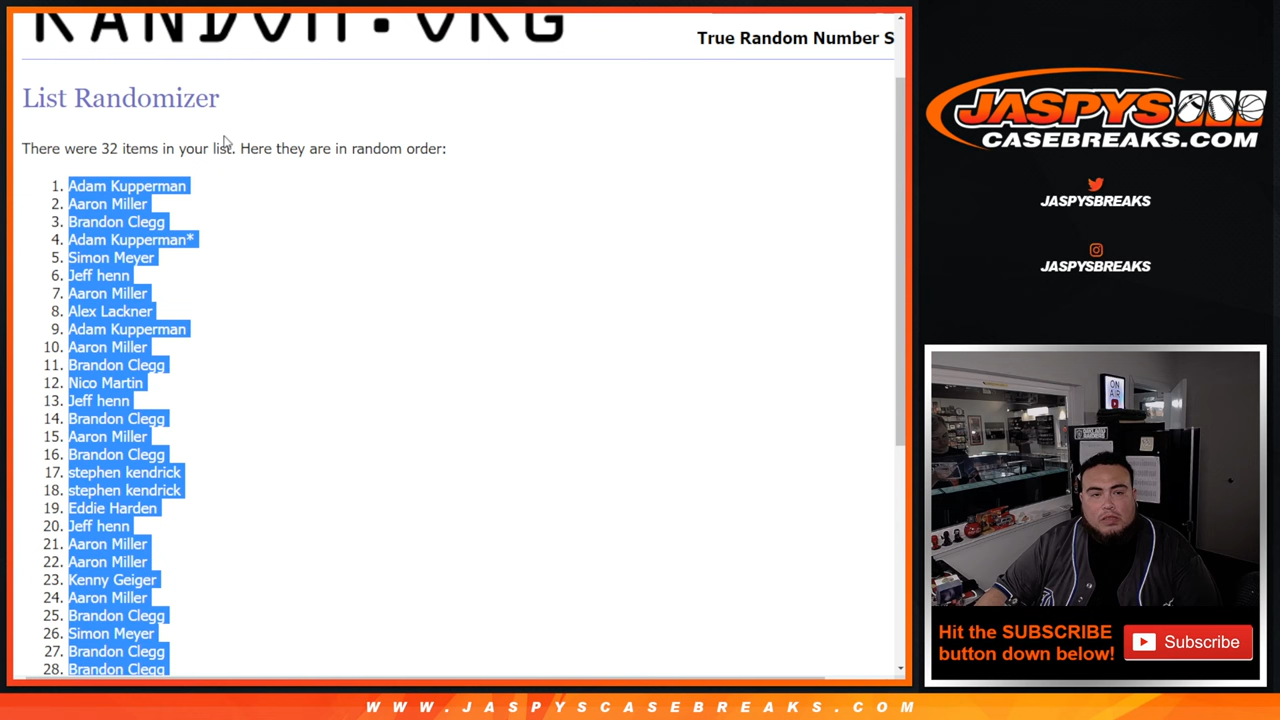 RANDOM.ORG
True Random Number S
List Randomizer
There were 32 items in your list. Here they are in random order:
1. Adam Kupperman
2. Aaron Miller
3. Brandon Clegg
4. Adam Kupperman*
5. Simon Meyer
6. Jeff henn
7. Aaron Miller
8. Alex Lackner
9. Adam Kupperman
10. Aaron Miller
11. Brandon Clegg
12. Nico Martin
13. Jeff henn
14. Brandon Clegg
15. Aaron Miller
16. Brandon Clegg
17. stephen kendrick
18. stephen kendrick
19. Eddie Harden
20. Jeff henn
21. Aaron Miller
22. Aaron Miller
23. Kenny Geiger
24. Aaron Miller
25. Brandon Clegg
26. Simon Meyer
27. Brandon Clegg
28. Brandon Clegg
JASPYS
CASEBREAKS.COM
JASPYSBREAKS
JASPYSBREAKS
ON
AIR
Hit the SUBSCRIBE
button down below!
Subscribe
WWW.JASPYSCASEBREAKS.COM